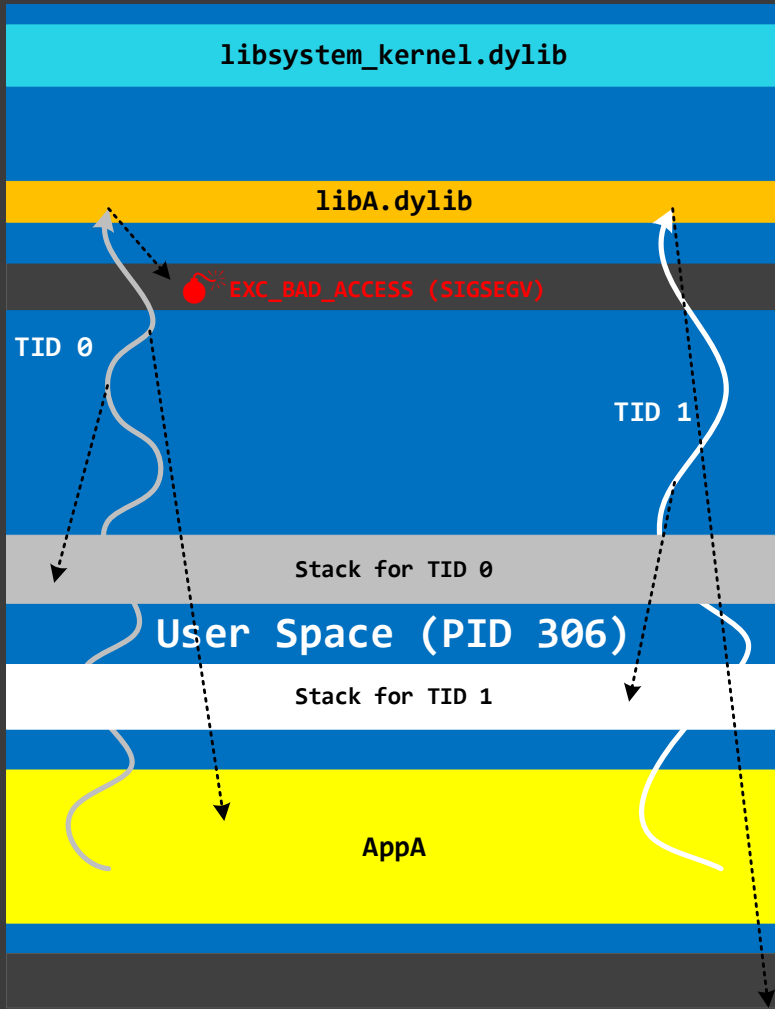 libsystem_kernel.dylib
libA.dylib
EXC_BAD_ACCESS (SIGSEGV)
TID 0
TID 1
Stack for TID 0
User Space (PID 306)
Stack for TID 1
AppA